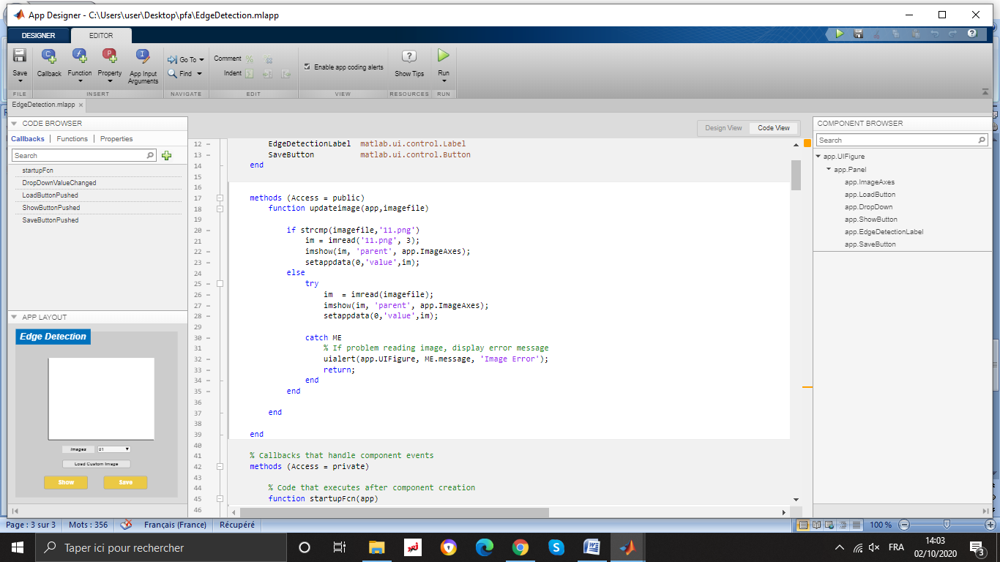 App Designer - C:\Users\user\Desktop\pfa\EdgeDetection.mlapp
DESIGNER EDITOR
Save Callback Function Property App Input Arguments
Go To
Find
Comment
Indent
Enable app coding alerts
Show Tips
Run
FILE INSERT NAVIGATE EDIT VIEW RESOURCES RUN
EdgeDetection.mlapp
CODE BROWSER
Callbacks | Functions | Properties
Search
startupFcn
DropDownValueChanged
LoadButtonPushed
ShowButtonPushed
SaveButtonPushed
APP LAYOUT
Edge Detection
Images 01
Load Custom Image
Show Save
Design View Code View
12 EdgeDetectionLabel matlab.ui.control.Label
13 SaveButton matlab.ui.control.Button
14 end
15
16
17 methods (Access = public)
18 function updateimage(app,imagefile)
19
20 if strcmp(imagefile,'11.png')
21 im = imread('11.png', 3);
22 imshow(im, 'parent', app.ImageAxes);
23 setappdata(0,'value',im);
24 else
25 try
26 im = imread(imagefile);
27 imshow(im, 'parent', app.ImageAxes);
28 setappdata(0,'value',im);
29
30 catch ME
31 % If problem reading image, display error message
32 uialert(app.UIFigure, ME.message, 'Image Error');
33 return;
34 end
35 end
36
37 end
38
39 end
40
41 % Callbacks that handle component events
42 methods (Access = private)
43
44 % Code that executes after component creation
45 function startupFcn(app)
46
COMPONENT BROWSER
Search
app.UIFigure
app.Panel
app.ImageAxes
app.LoadButton
app.DropDown
app.ShowButton
app.EdgeDetectionLabel
app.SaveButton
Page : 3 sur 3 Mots : 356 Français (France) Récupéré 100 %
Taper ici pour rechercher
FRA
14:03
02/10/2020
3